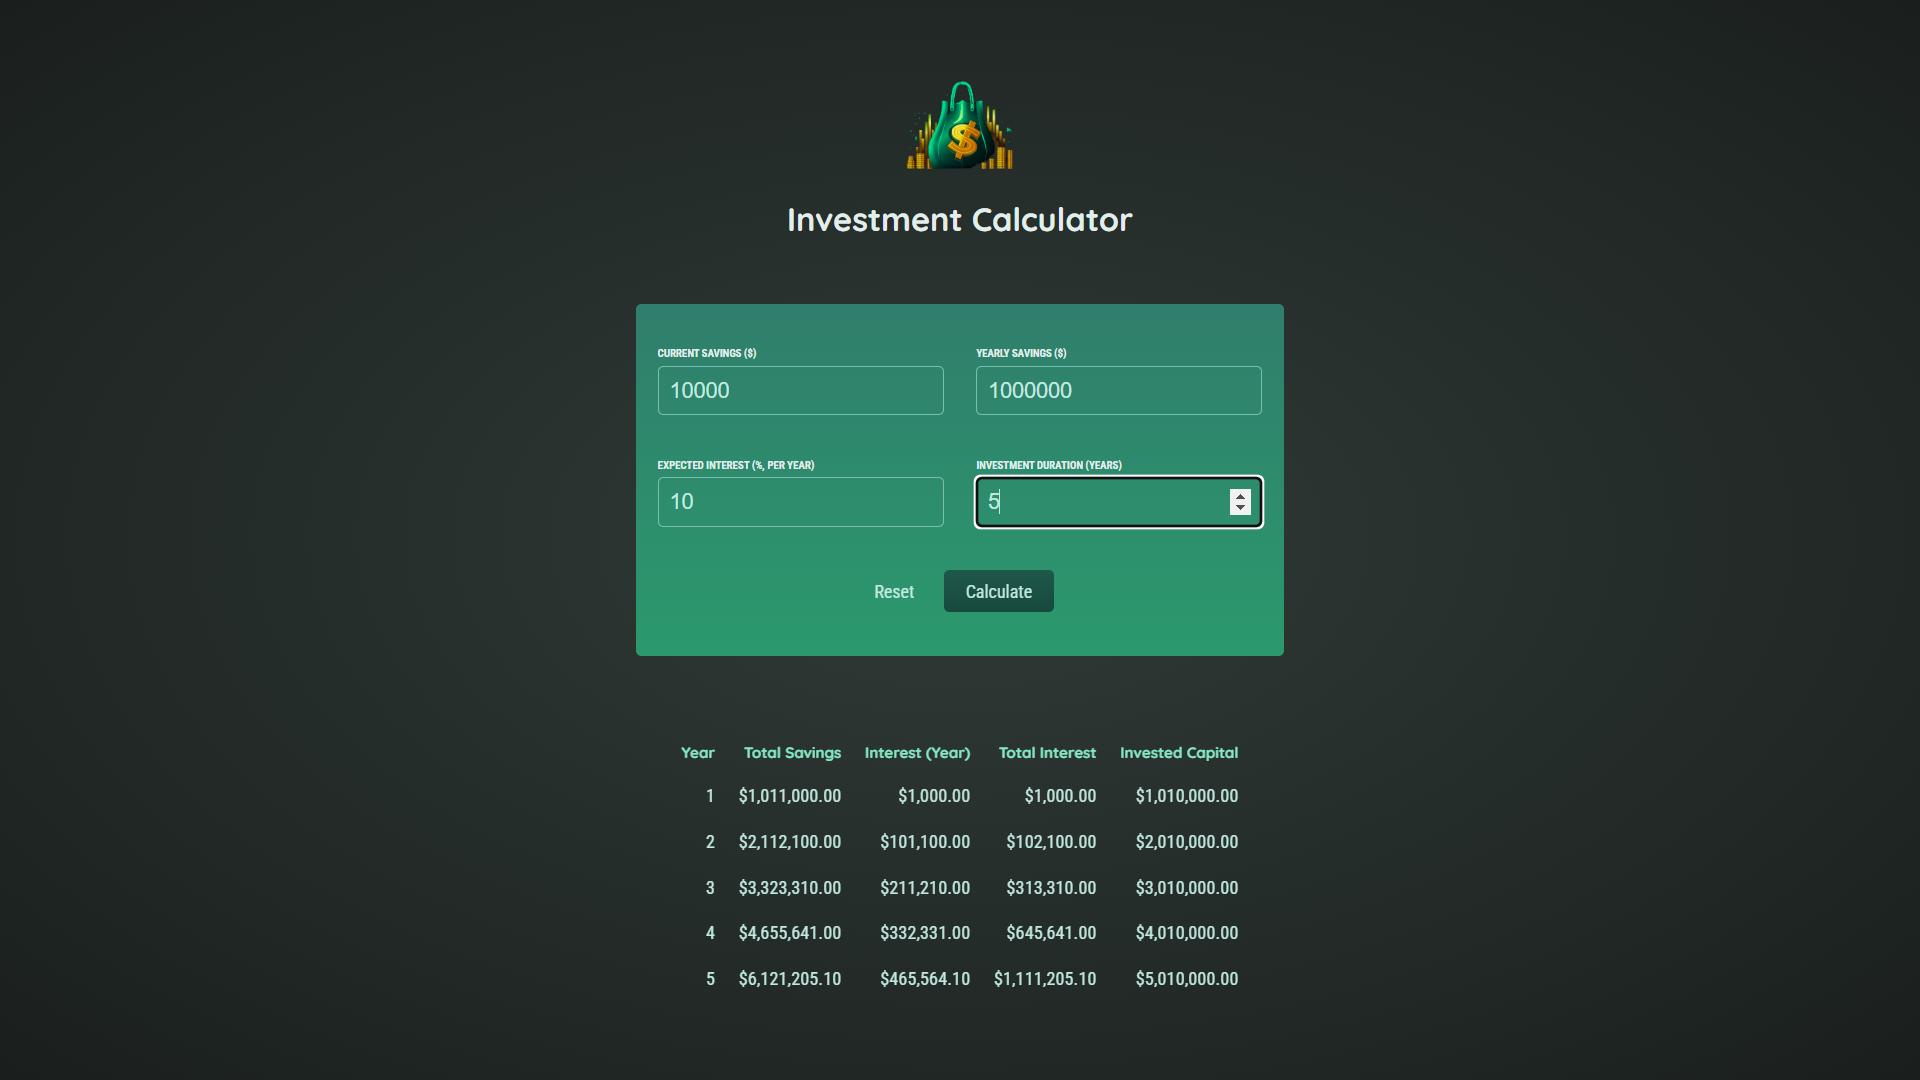 $
Investment Calculator
CURRENT SAVINGS ($) YEARLY SAVINGS ($)
10000 1000000
EXPECTED INTEREST (%, PER YEAR) INVESTMENT DURATION (YEARS)
10 5
Reset Calculate
Year Total Savings Interest (Year) Total Interest Invested Capital
1 $1,011,000.00 $1,000.00 $1,000.00 $1,010,000.00
2 $2,112,100.00 $101,100.00 $102,100.00 $2,010,000.00
3 $3,323,310.00 $211,210.00 $313,310.00 $3,010,000.00
4 $4,655,641.00 $332,331.00 $645,641.00 $4,010,000.00
5 $6,121,205.10 $465,564.10 $1,111,205.10 $5,010,000.00